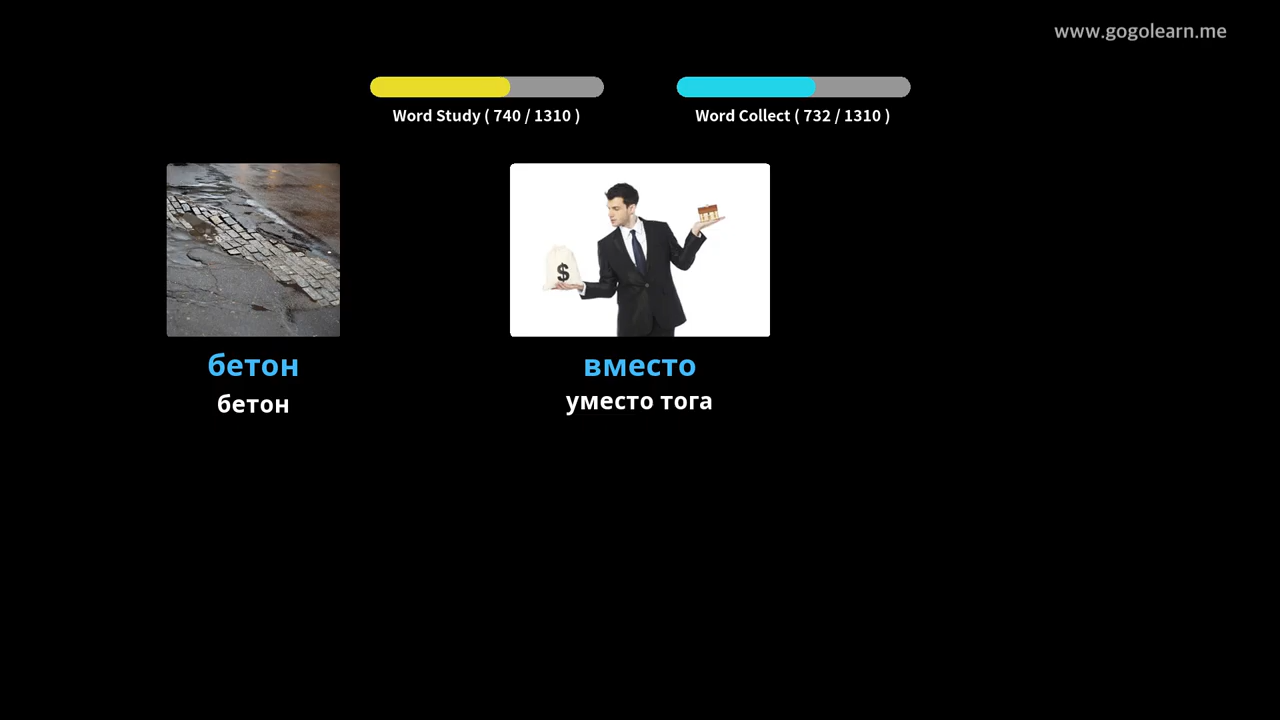 www.gogolearn.me
Word Study ( 740 / 1310 )
Word Collect ( 732 / 1310 )
$
бетон
бетон
вместо
уместо тога